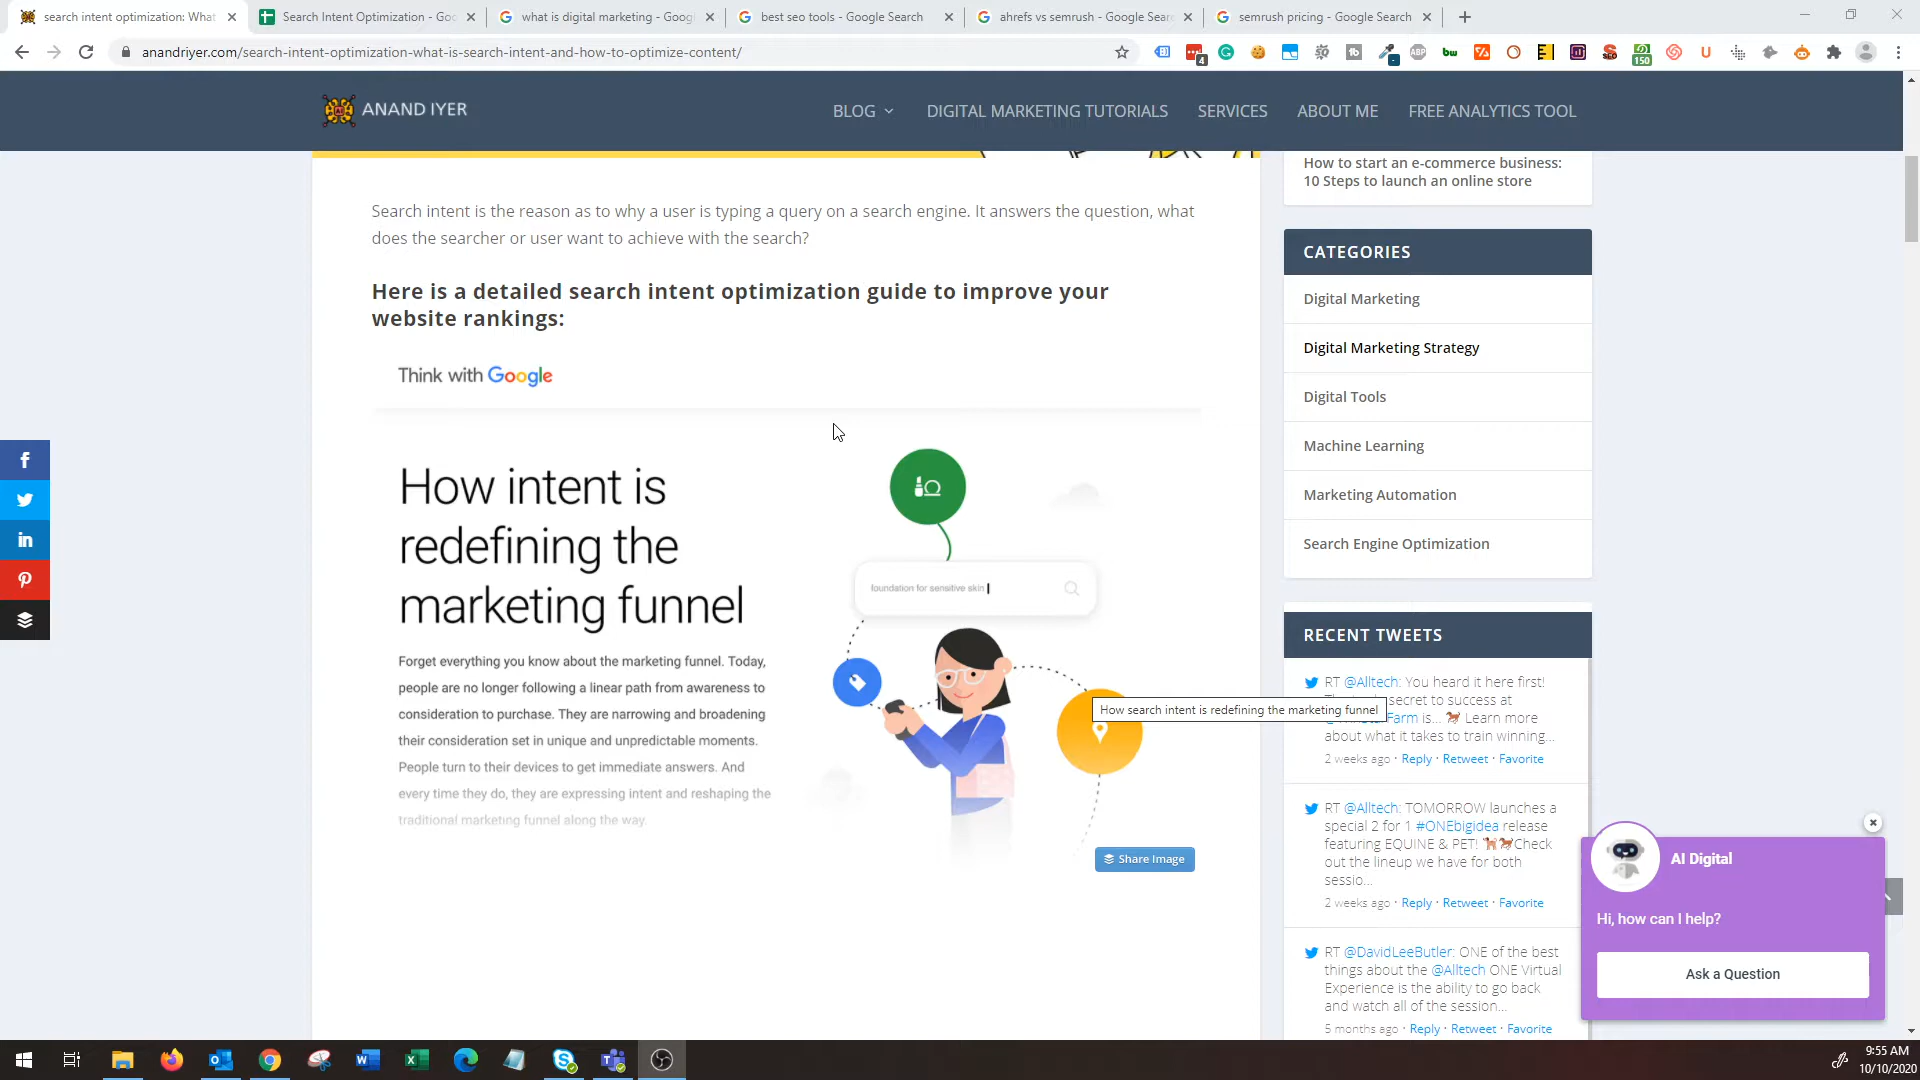 search intent optimization: What
Search Intent Optimization - Goo
what is digital marketing - Goog
best seo tools - Google Search
ahrefs vs semrush - Google Sear
semrush pricing - Google Search
anandriyer.com/search-intent-optimization-what-is-search-intent-and-how-to-optimize-content/
4
ABP
bw
SEO
150
U
ANAND IYER
BLOG
DIGITAL MARKETING TUTORIALS
SERVICES
ABOUT ME
FREE ANALYTICS TOOL
Search intent is the reason as to why a user is typing a query on a search engine. It answers the question, what
does the searcher or user want to achieve with the search?
Here is a detailed search intent optimization guide to improve your
website rankings:
Think with Google
How intent is
redefining the
marketing funnel
Forget everything you know about the marketing funnel. Today,
people are no longer following a linear path from awareness to
consideration to purchase. They are narrowing and broadening
their consideration set in unique and unpredictable moments.
People turn to their devices to get immediate answers. And
every time they do, they are expressing intent and reshaping the
traditional marketing funnel along the way.
foundation for sensitive skin
How search intent is redefining the marketing funnel
Share Image
How to start an e-commerce business:
10 Steps to launch an online store
CATEGORIES
Digital Marketing
Digital Marketing Strategy
Digital Tools
Machine Learning
Marketing Automation
Search Engine Optimization
RECENT TWEETS
RT @Alltech: You heard it here first!
secret to success at
Farm is... Learn more
about what it takes to train winning...
2 weeks ago · Reply · Retweet · Favorite
RT @Alltech: TOMORROW launches a
special 2 for 1 #ONEbigidea release
featuring EQUINE & PET! Check
out the lineup we have for both
sessio...
2 weeks ago · Reply · Retweet · Favorite
RT @DavidLeeButler: ONE of the best
things about the @Alltech ONE Virtual
Experience is the ability to go back
and watch all of the session...
5 months ago · Reply · Retweet · Favorite
AI Digital
Hi, how can I help?
Ask a Question
9:55 AM
10/10/2020